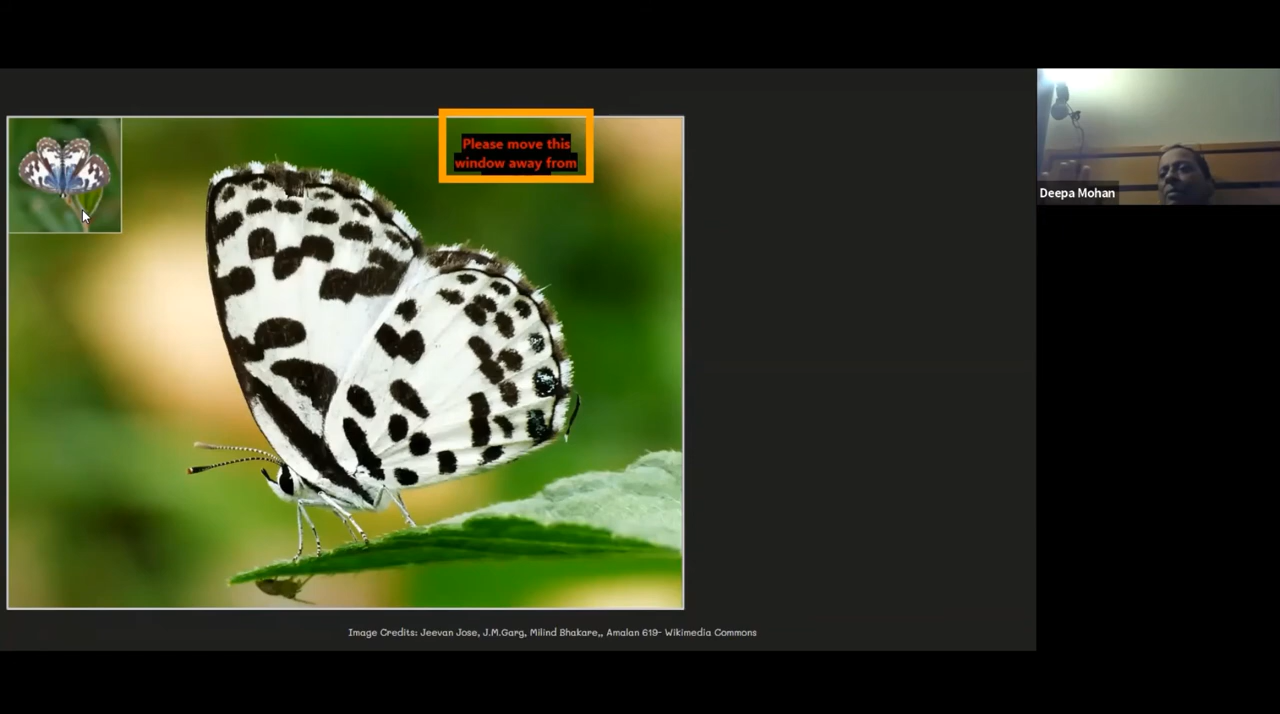 Please move this
window away from
Deepa Mohan
Image Credits: Jeevan Jose, J.M.Garg, Milind Bhakare,, Amalan 619- Wikimedia Commons